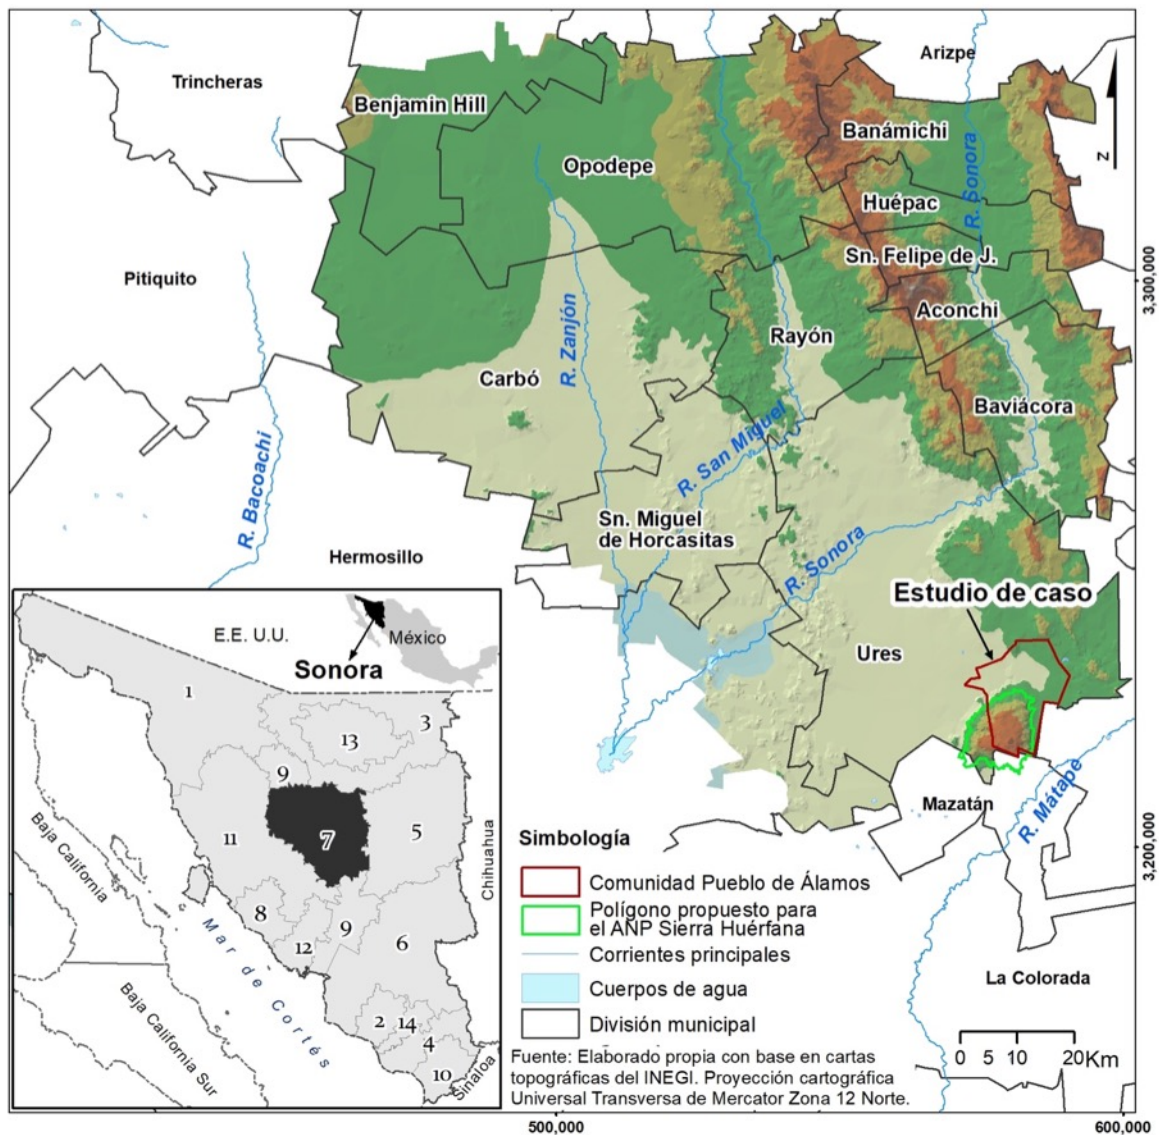 Trincheras
Benjamin Hill
Arizpe
Banámichi
Opodepe
Huépac
R. Sonora
Z
Pitiquito
Sn. Felipe de J.
3,300,000
Aconchi
R. Zanjón
Rayón
Carbó
Baviácora
R. San Miguel
R. Bacoachi
Sn. Miguel
de Horcasitas
Hermosillo
R. Sonora
Estudio de caso
Ures
Mazatán
R. Mátape
3,200,000
La Colorada
E.E. U.U.
México
Sonora
1
3
13
9
7
5
11
8
9
12
6
2
14
4
10
Chihuahua
Sinaloa
Baja California
Baja California Sur
Mar de Cortés
Simbología
Comunidad Pueblo de Álamos
Polígono propuesto para
el ANP Sierra Huérfana
Corrientes principales
Cuerpos de agua
División municipal
Fuente: Elaborado propia con base en cartas
topográficas del INEGI. Proyección cartográfica
Universal Transversa de Mercator Zona 12 Norte.
0 5 10 20Km
500,000
600,000